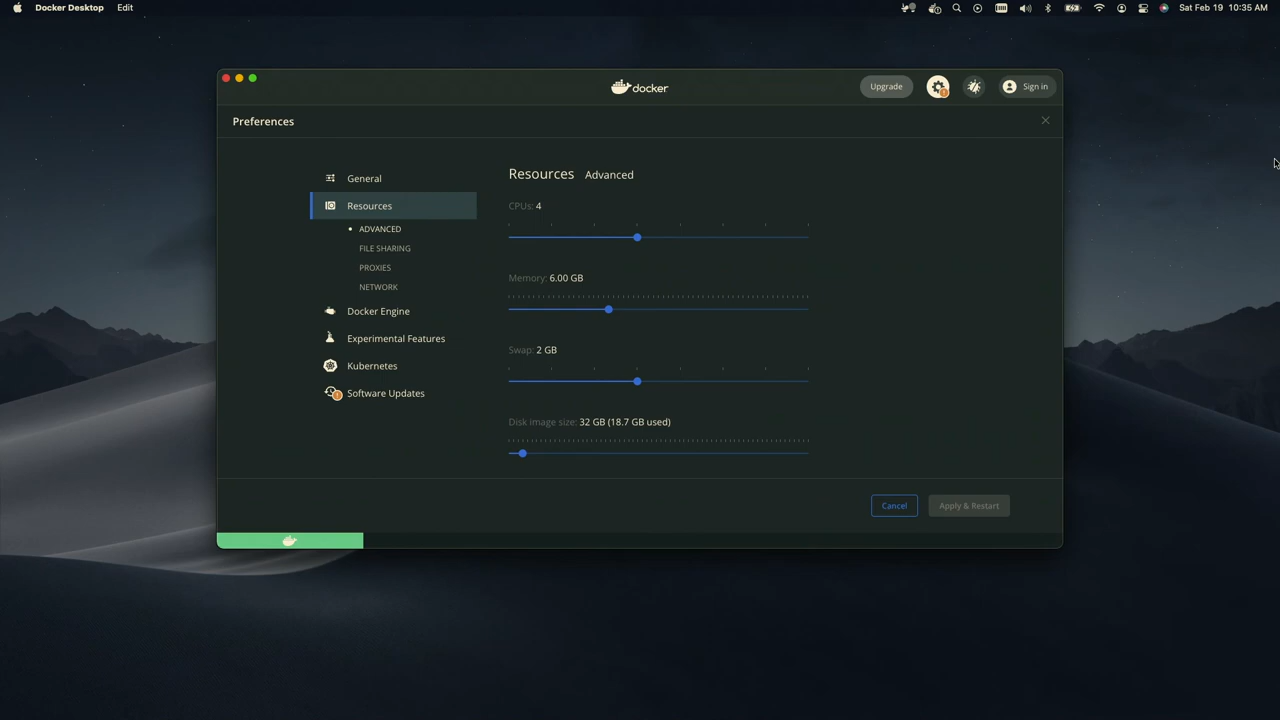 Docker Desktop Edit Sat Feb 19 10:35 AM
docker Upgrade Sign in
Preferences
General
Resources
ADVANCED
FILE SHARING
PROXIES
NETWORK
Docker Engine
Experimental Features
Kubernetes
Software Updates
Resources Advanced
CPUs: 4
Memory: 6.00 GB
Swap: 2 GB
Disk image size: 32 GB (18.7 GB used)
Cancel Apply & Restart